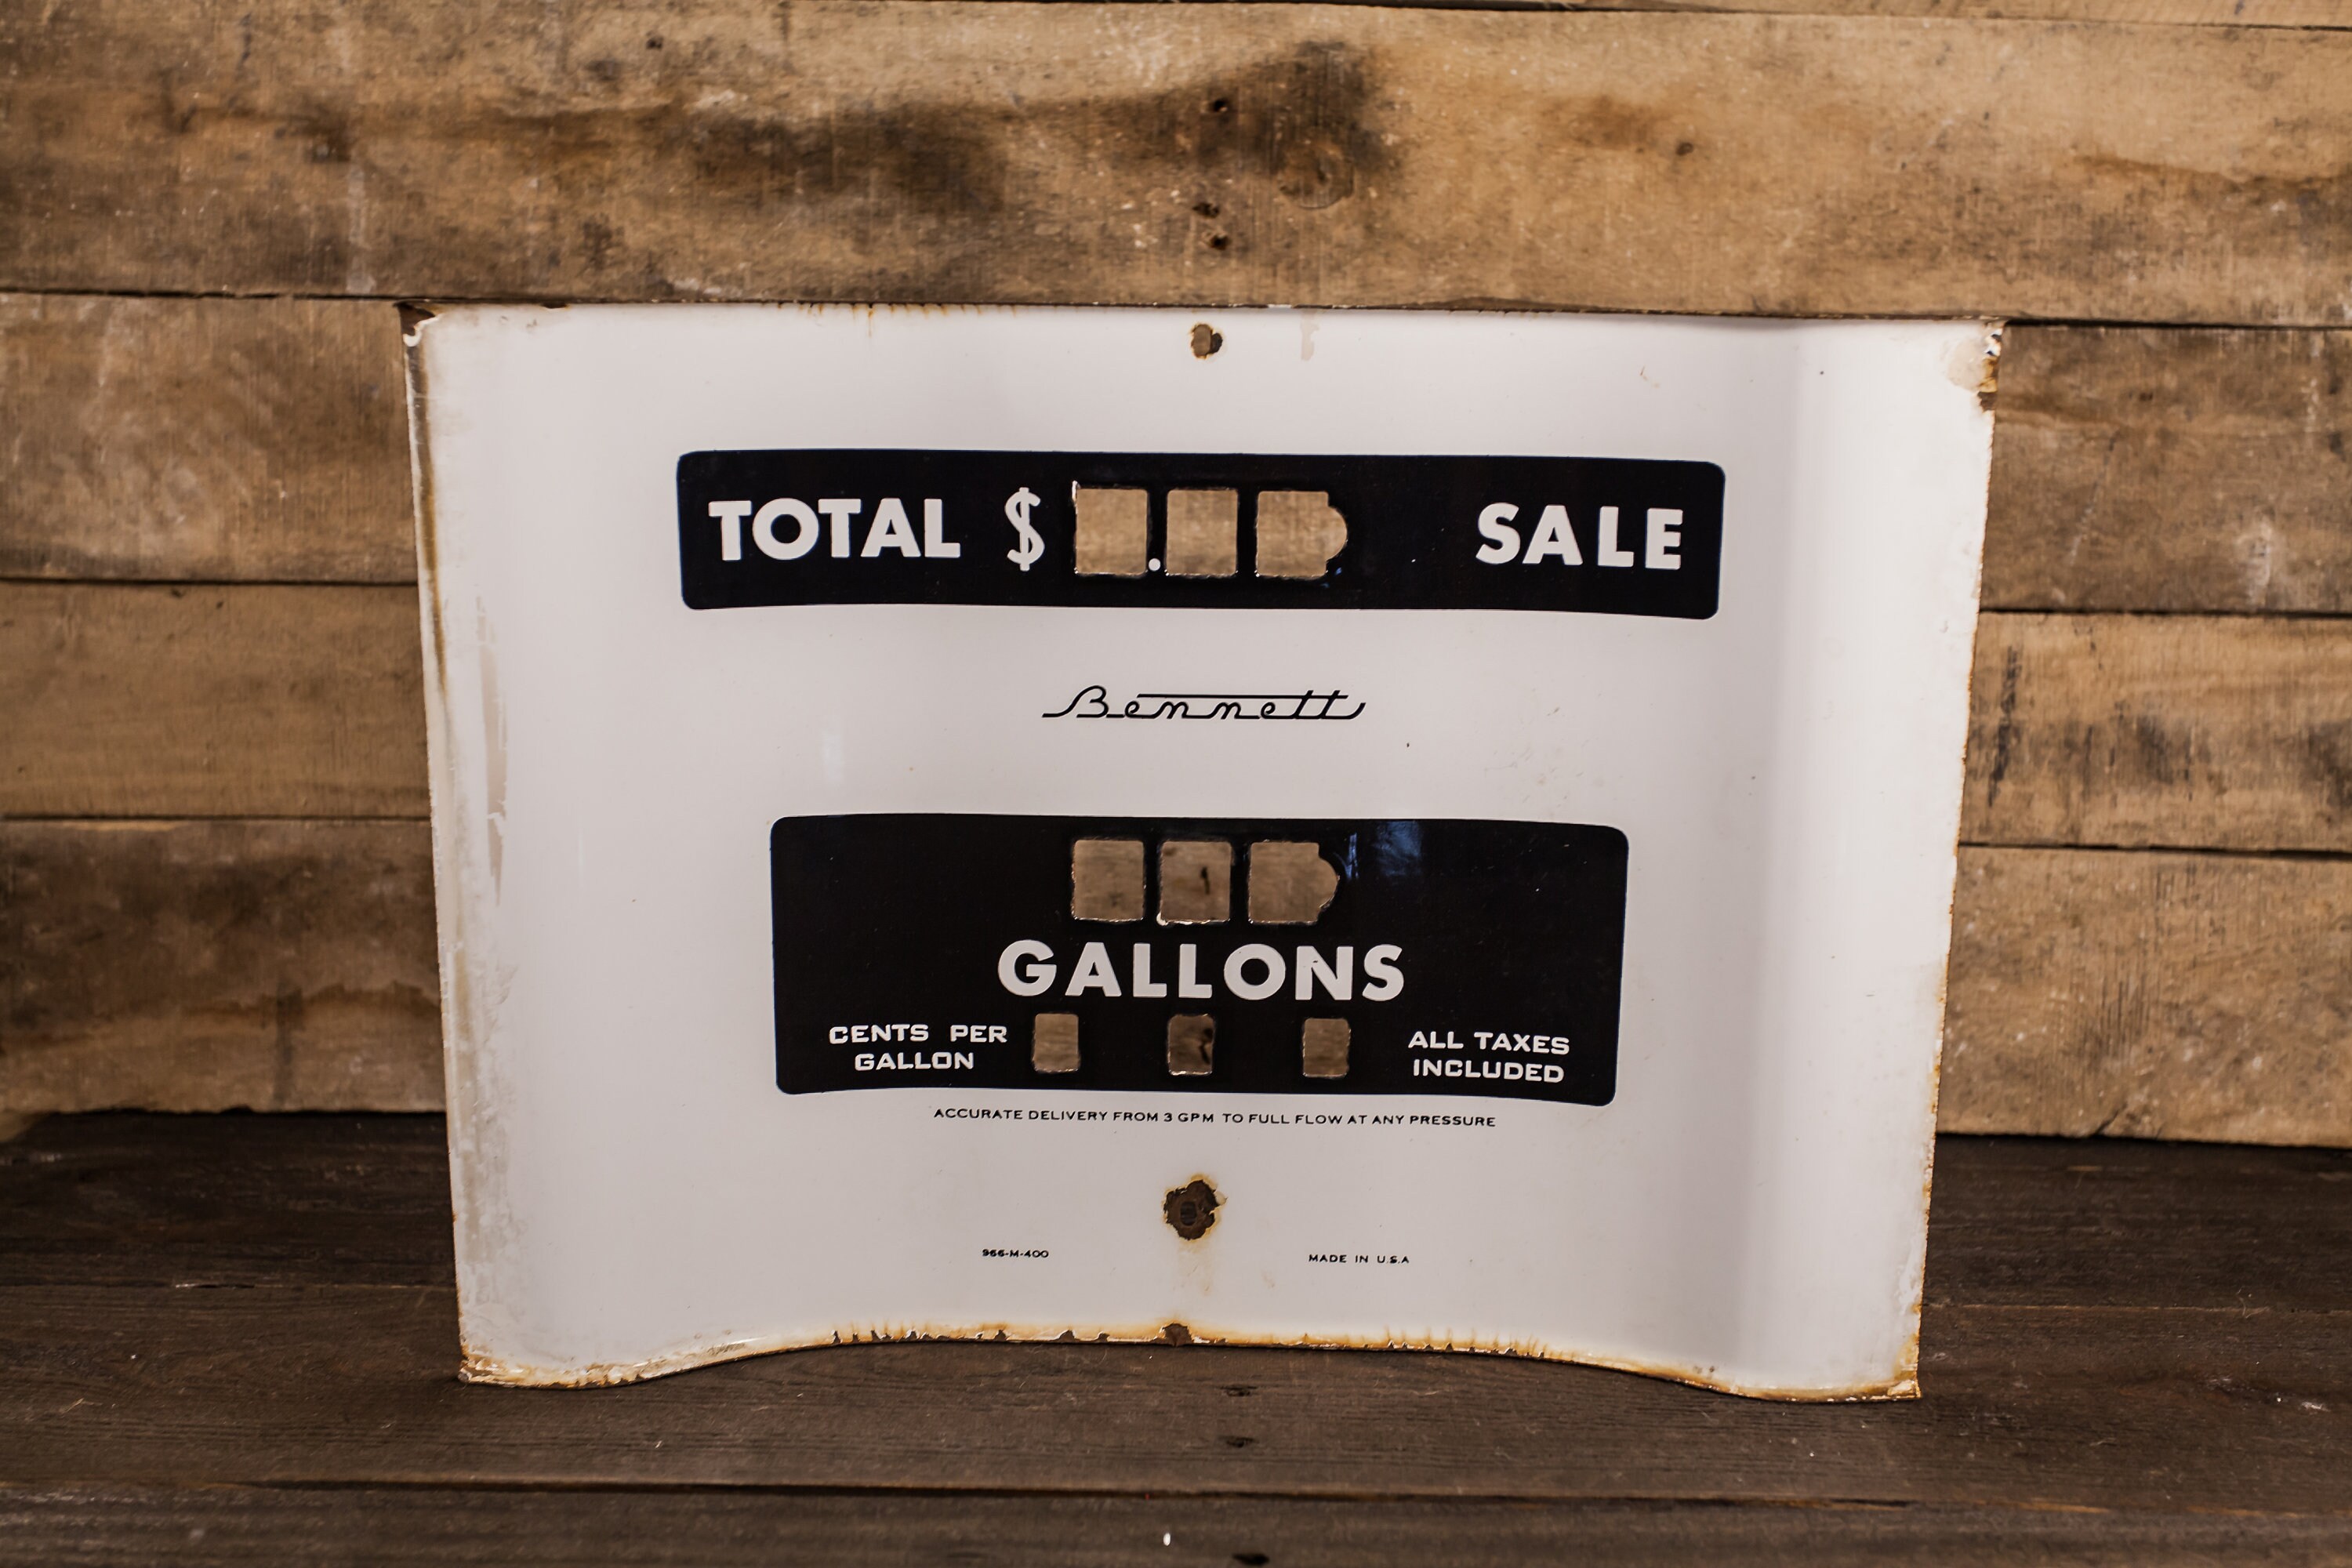 TOTAL $ . SALE
Bennett
GALLONS
CENTS PER
GALLON
ALL TAXES
INCLUDED
ACCURATE DELIVERY FROM 3 GPM TO FULL FLOW AT ANY PRESSURE
966-M-400
MADE IN U.S.A